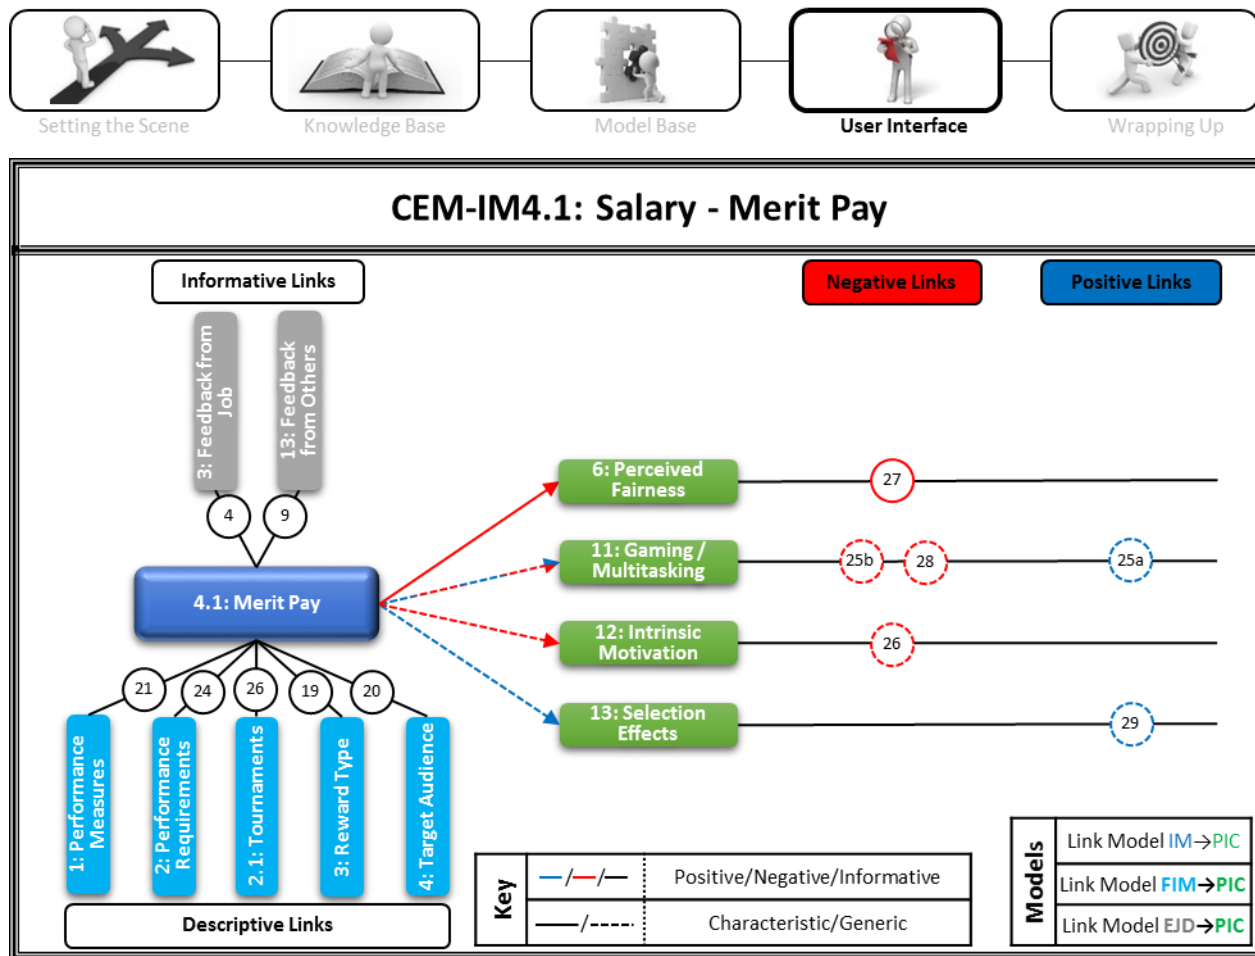 Setting the Scene
Knowledge Base
Model Base
User Interface
Wrapping Up
CEM-IM4.1: Salary - Merit Pay
Informative Links
Negative Links
Positive Links
3: Feedback from
Job
13: Feedback
from Others
4
9
4.1: Merit Pay
6: Perceived
Fairness
27
11: Gaming /
Multitasking
25b
28
25a
12: Intrinsic
Motivation
26
13: Selection
Effects
29
21
24
26
19
20
1: Performance
Measures
2: Performance
Requirements
2.1: Tournaments
3: Reward Type
4: Target Audience
Descriptive Links
Key
—/—/—
Positive/Negative/Informative
—/-----
Characteristic/Generic
Models
Link Model IM→PIC
Link Model FIM→PIC
Link Model EJD→PIC